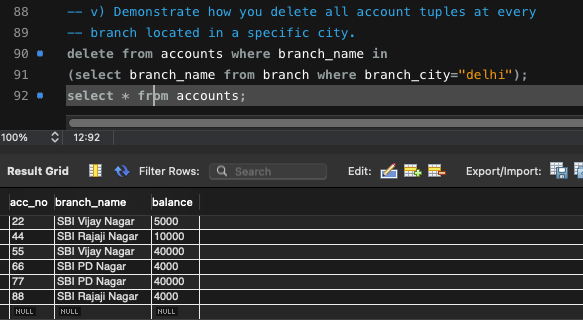 88 -- v) Demonstrate how you delete all account tuples at every
89 -- branch located in a specific city.
90 delete from accounts where branch_name in
91 (select branch_name from branch where branch_city="delhi");
92 select * from accounts;
100% 12:92
Result Grid Filter Rows: Search Edit: Export/Import:
acc_no branch_name balance
22 SBI Vijay Nagar 5000
44 SBI Rajaji Nagar 10000
55 SBI Vijay Nagar 40000
66 SBI PD Nagar 4000
77 SBI PD Nagar 40000
88 SBI Rajaji Nagar 4000
NULL NULL NULL